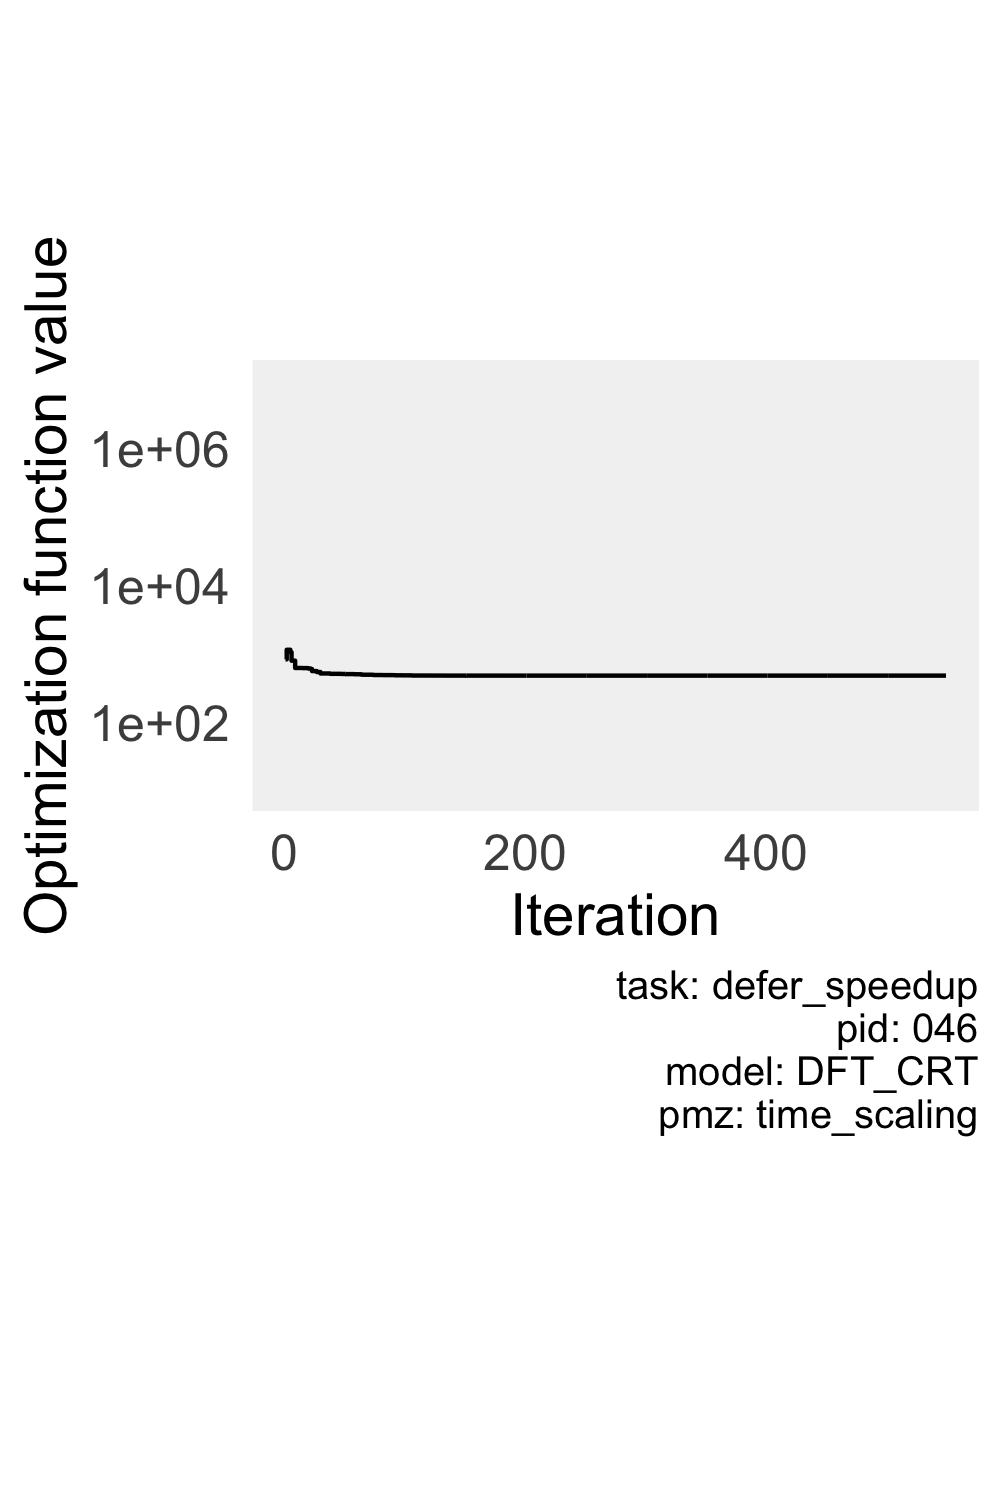 Optimization function value
1e+06
1e+04
1e+02
0 200 400
Iteration
task: defer_speedup
pid: 046
model: DFT_CRT
pmz: time_scaling